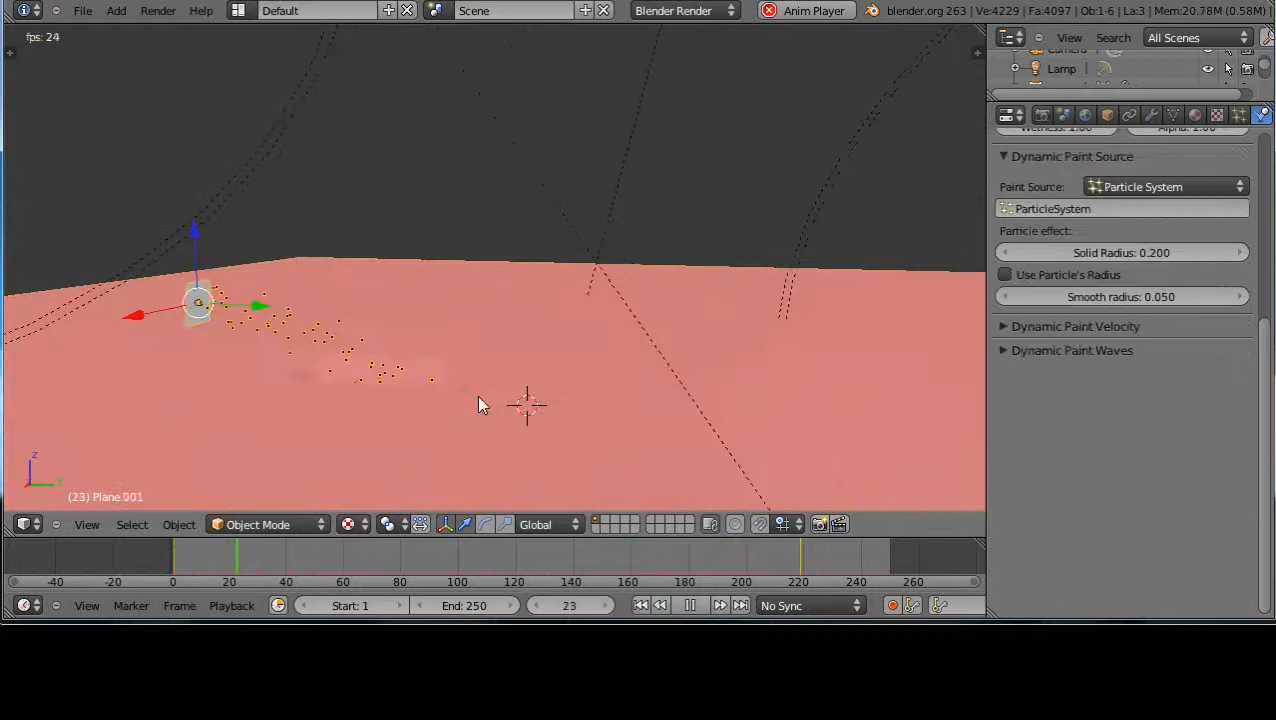 File Add Render Help Default Scene Blender Render Anim Player blender.org 263 | Ve:4229 | Fa:4097 | Ob:1-6 | La:3 | Mem:20.78M (0.58M) |
fps: 24
View Search All Scenes
Camera
Lamp
Wetness: 1.00 Alpha: 1.00
Dynamic Paint Source
Paint Source: Particle System
ParticleSystem
Particle effect:
Solid Radius: 0.200
Use Particle's Radius
Smooth radius: 0.050
Dynamic Paint Velocity
Dynamic Paint Waves
z
y
(23) Plane.001
View Select Object Object Mode Global
-40 -20 0 20 40 60 80 100 120 140 160 180 200 220 240 260
View Marker Frame Playback Start: 1 End: 250 23 No Sync